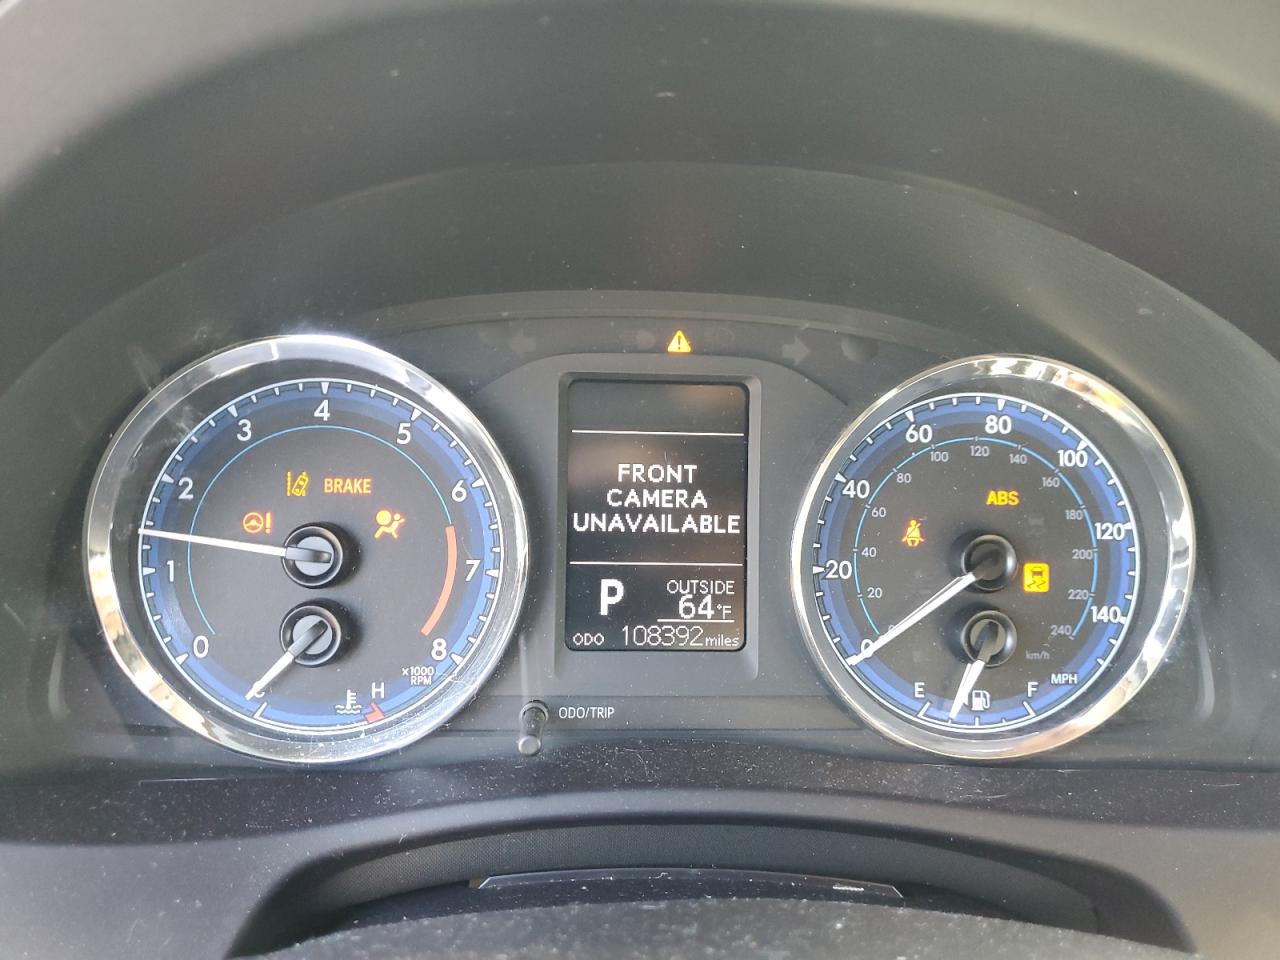 0
1
2
3
4
5
6
7
8
x1000
RPM
BRAKE
!
C
H
FRONT
CAMERA
UNAVAILABLE
P
OUTSIDE
64°F
ODO 108392 miles
ODO/TRIP
0
20
40
60
80
100
120
140
MPH
20
40
60
80
100
120
140
160
180
200
220
240
km/h
ABS
E
F